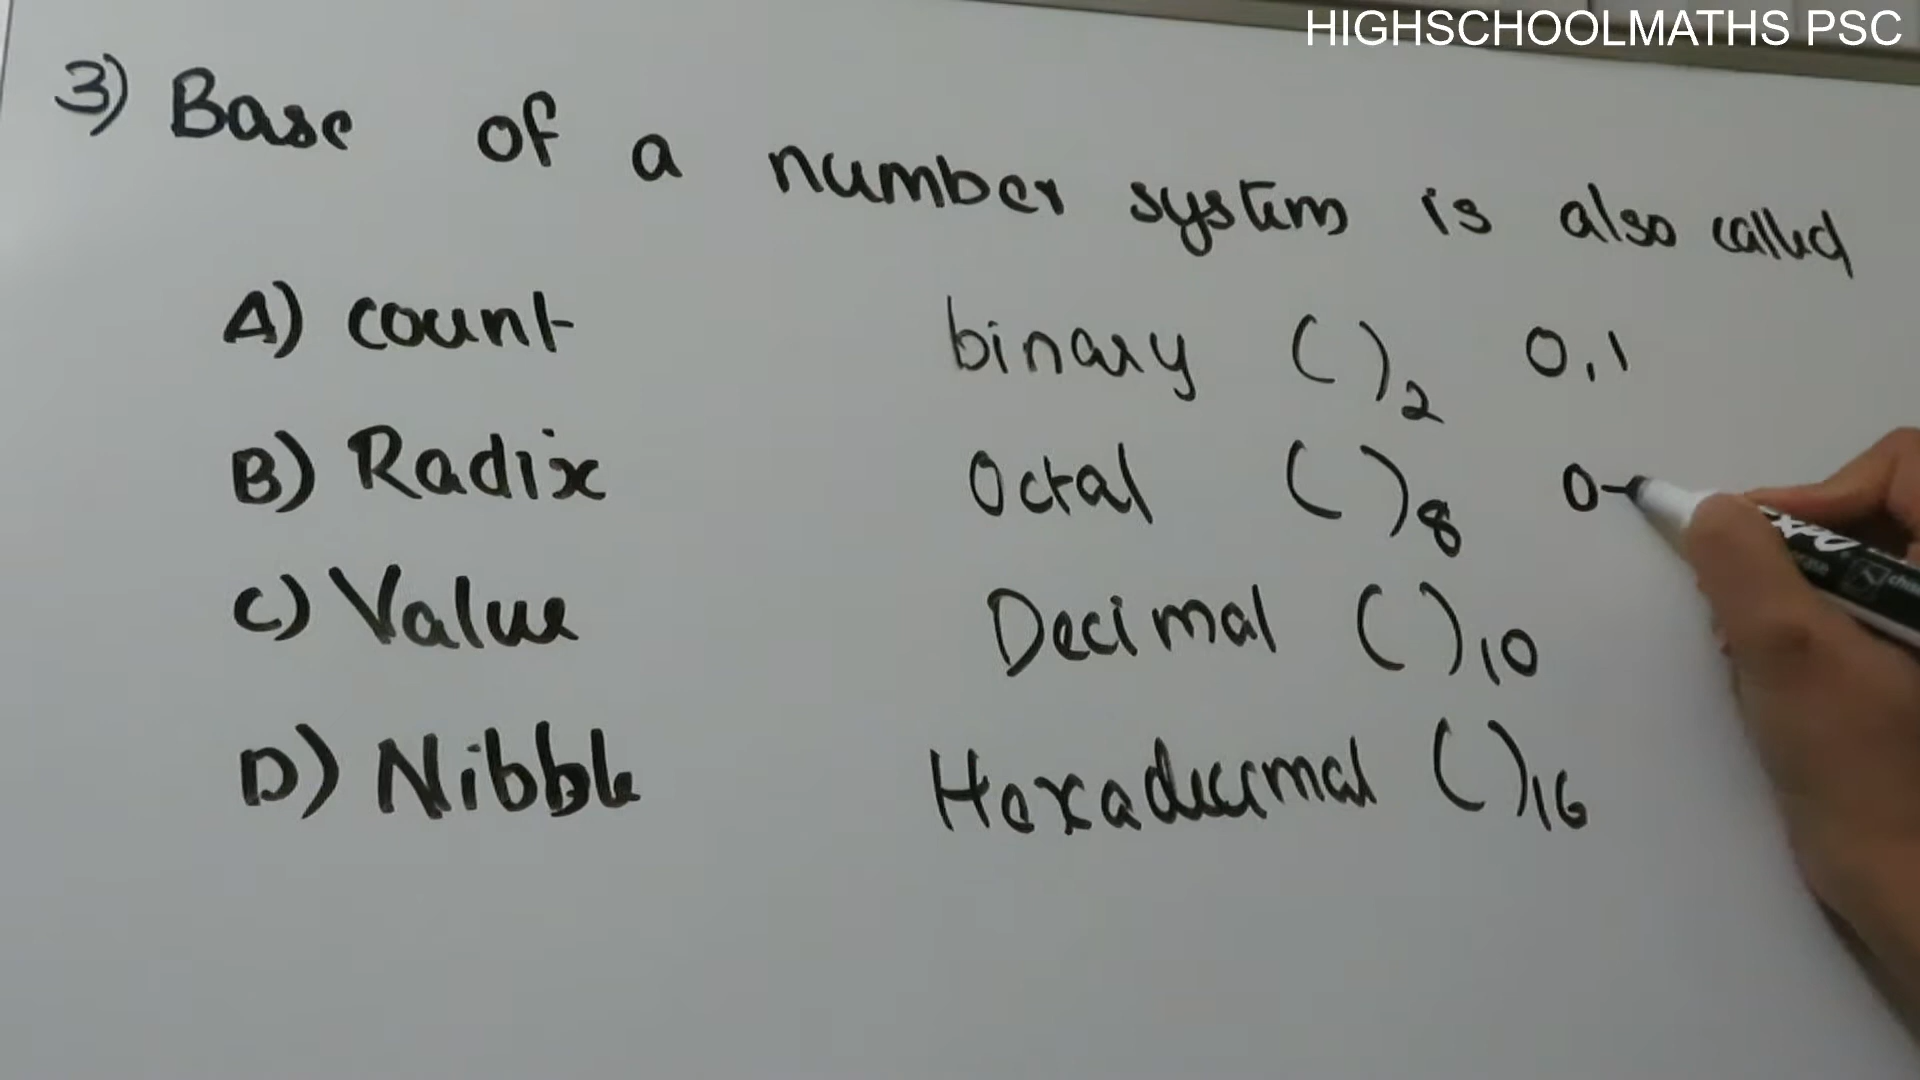 HIGHSCHOOLMATHS PSC
3) Base of a number system is also called
A) count
B) Radix
C) Value
D) Nibble
binary ( )2 0,1
Octal ( )8 0-
Decimal ( )10
Hexadecimal ( )16